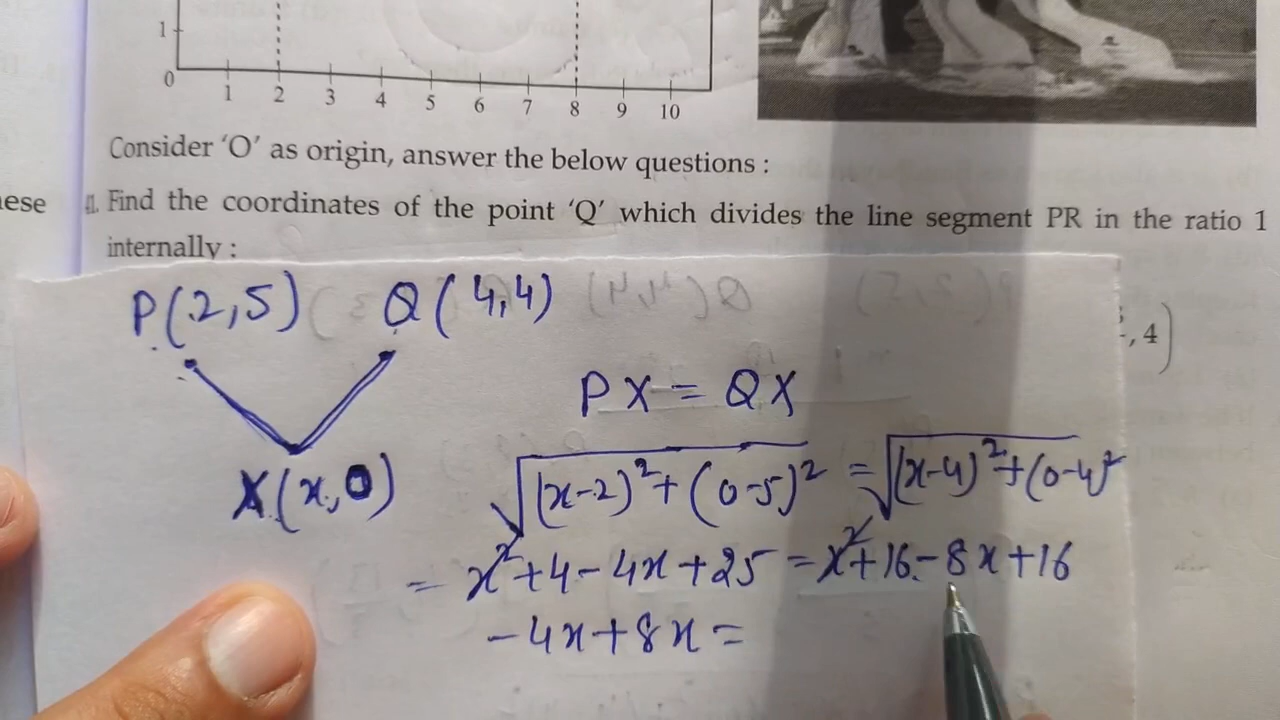 1
0
1 2 3 4 5 6 7 8 9 10
Consider 'O' as origin, answer the below questions :
1. Find the coordinates of the point 'Q' which divides the line segment PR in the ratio 1
internally :
, 4)
P(2,5) Q(4,4)
PX = QX
X(x,0)
√(x-2)²+(0-5)² = √(x-4)²+(0-4)²
= x²+4-4x+25 = x²+16-8x+16
-4x+8x=